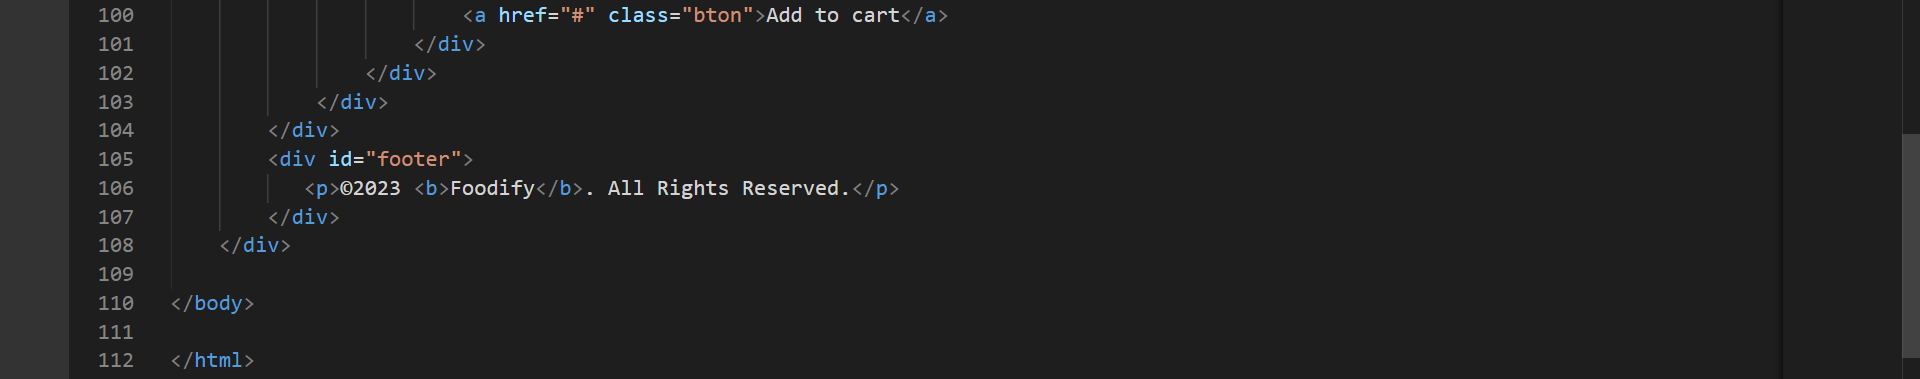 100 <a href="#" class="bton">Add to cart</a>
101 </div>
102 </div>
103 </div>
104 </div>
105 <div id="footer">
106 <p>©2023 <b>Foodify</b>. All Rights Reserved.</p>
107 </div>
108 </div>
109
110 </body>
111
112 </html>